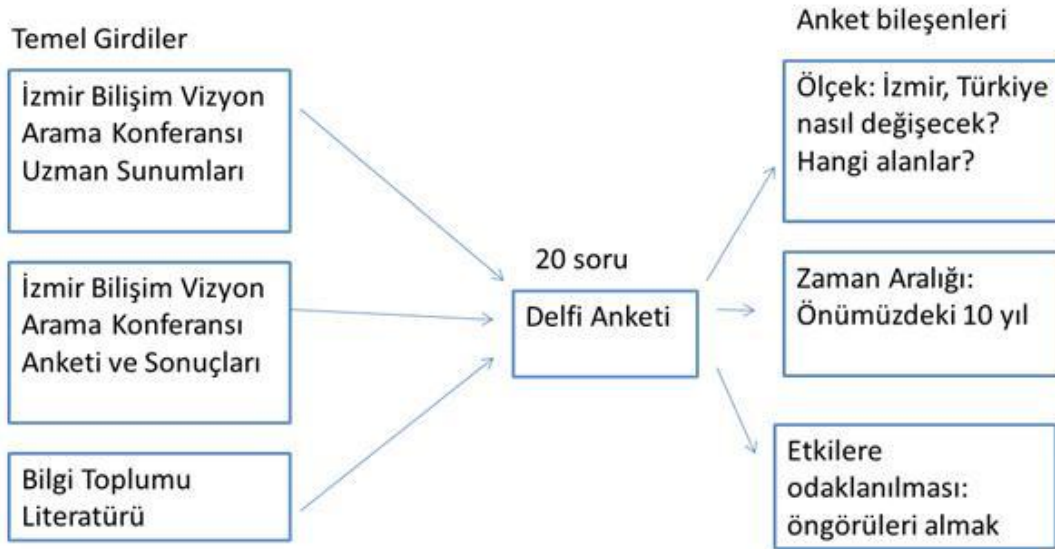 Temel Girdiler
İzmir Bilişim Vizyon
Arama Konferansı
Uzman Sunumları
İzmir Bilişim Vizyon
Arama Konferansı
Anketi ve Sonuçları
Bilgi Toplumu
Literatürü
20 soru
Delfi Anketi
Anket bileşenleri
Ölçek: İzmir, Türkiye
nasıl değişecek?
Hangi alanlar?
Zaman Aralığı:
Önümüzdeki 10 yıl
Etkilere
odaklanılması:
öngörüleri almak